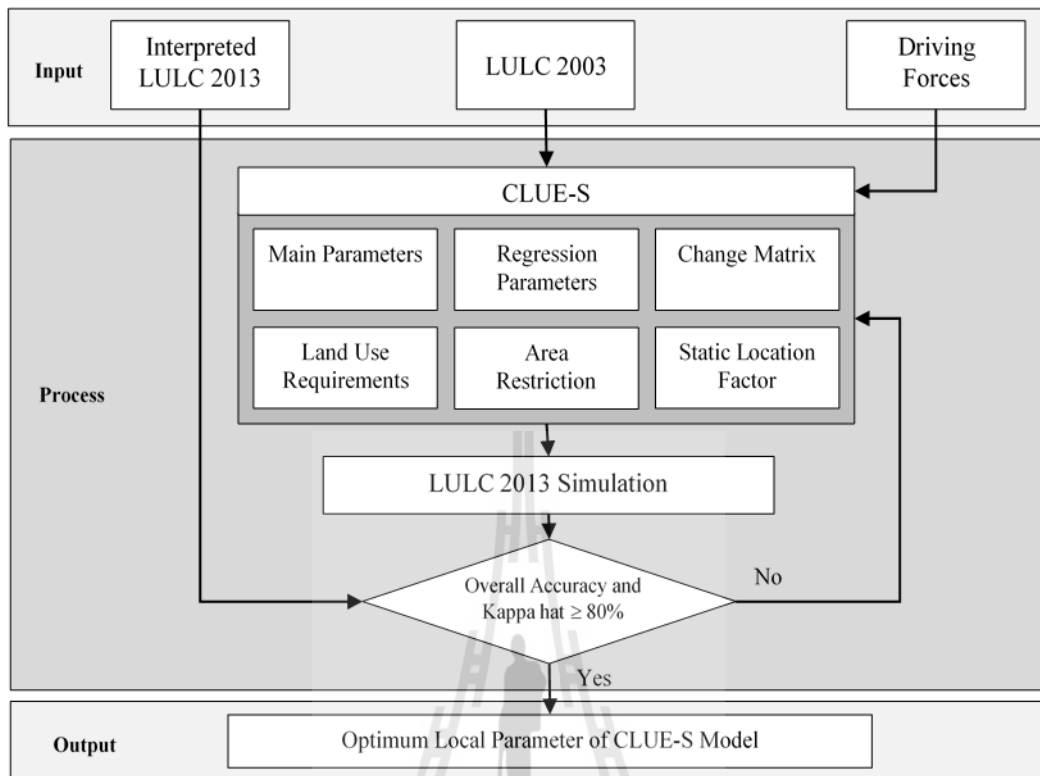 Input
Interpreted
LULC 2013
LULC 2003
Driving
Forces
Process
CLUE-S
Main Parameters
Regression
Parameters
Change Matrix
Land Use
Requirements
Area
Restriction
Static Location
Factor
LULC 2013 Simulation
Overall Accuracy and
Kappa hat ≥ 80%
No
Yes
Output
Optimum Local Parameter of CLUE-S Model